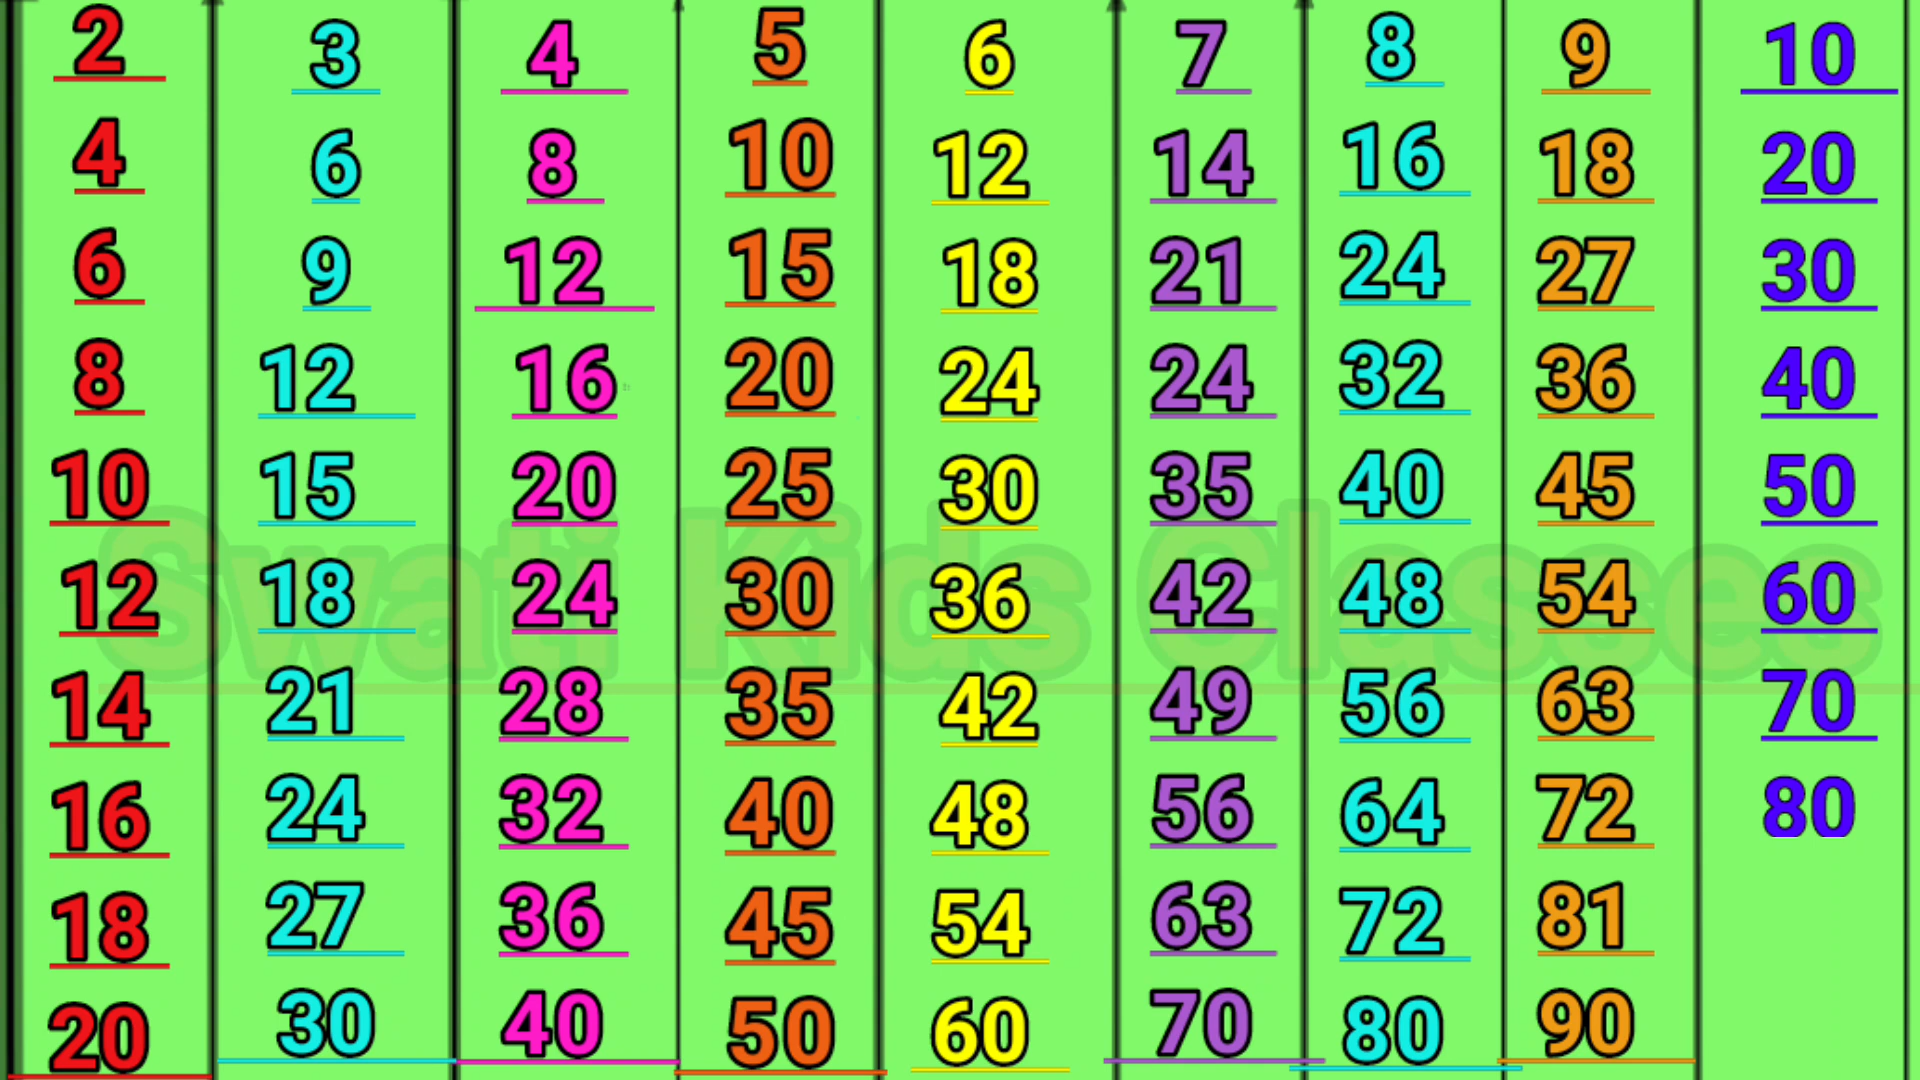 2 3 4 5 6 7 8 9 10
4 6 8 10 12 14 16 18 20
6 9 12 15 18 21 24 27 30
8 12 16 20 24 24 32 36 40
10 15 20 25 30 35 40 45 50
12 18 24 30 36 42 48 54 60
Swati Kids Classes
14 21 28 35 42 49 56 63 70
16 24 32 40 48 56 64 72 80
18 27 36 45 54 63 72 81
20 30 40 50 60 70 80 90